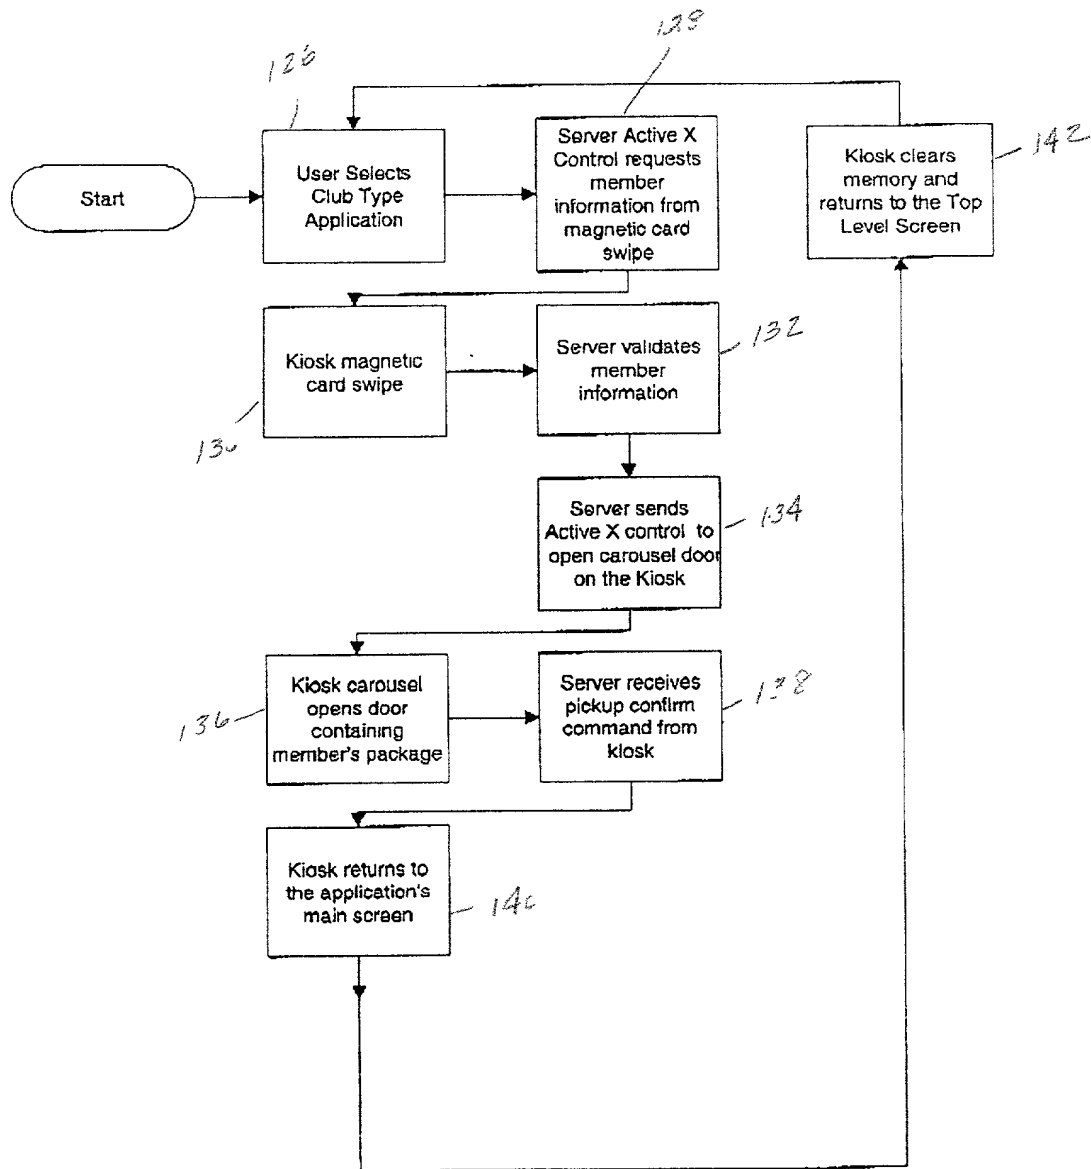 126
128
Start
User Selects
Club Type
Application
Server Active X
Control requests
member
information from
magnetic card
swipe
Kiosk clears
memory and
returns to the Top
Level Screen
142
Kiosk magnetic
card swipe
130
Server validates
member
information
132
Server sends
Active X control to
open carousel door
on the Kiosk
134
Kiosk carousel
opens door
containing
member's package
136
Server receives
pickup confirm
command from
kiosk
138
Kiosk returns to
the application's
main screen
140